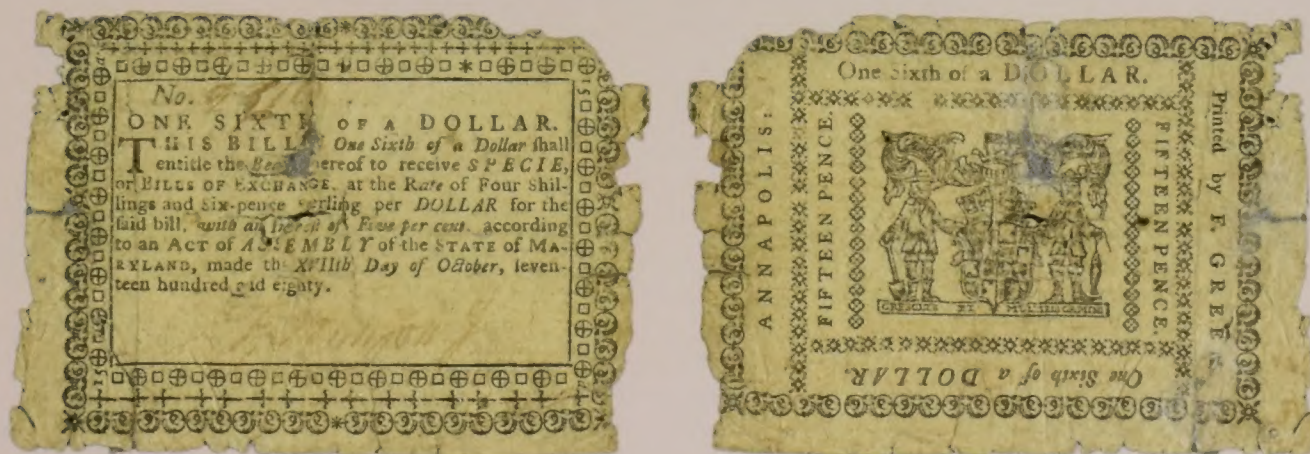 No.
ONE SIXTH OF A DOLLAR.
THIS BILL One Sixth of a Dollar ſhall
entitle the hereof to receive SPECIE,
or BILLS OF EXCHANGE, at the Rate of Four Shil-
lings and Six-pence per DOLLAR for the
ſaid bill, with an of Five per cent. according
to an ACT of ASSEMBLY of the STATE of MA-
RYLAND, made the XVIIth Day of October, ſeven-
teen hundred and eighty.
One Sixth of a DOLLAR.
ANNAPOLIS:
FIFTEEN PENCE.
FIFTEEN PENCE.
Printed by F. GREEN.
CRESCITE ET MULTIPLICAMINI
One Sixth of a DOLLAR.